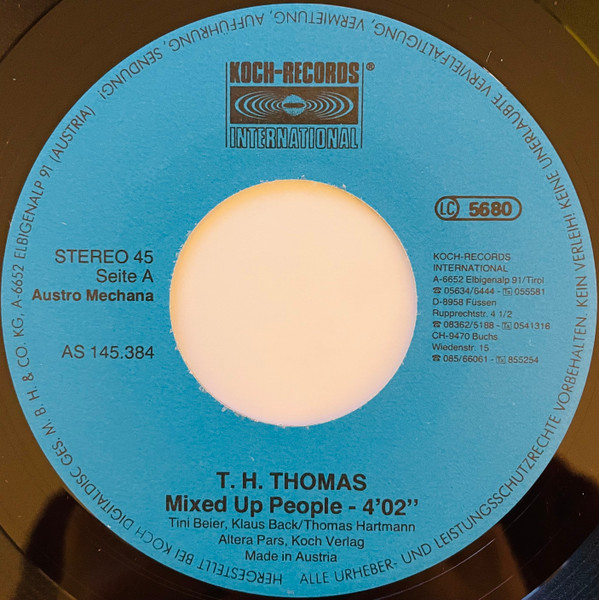 KOCH-RECORDS®
INTERNATIONAL
LC 5680
STEREO 45
Seite A
Austro Mechana
AS 145.384
KOCH-RECORDS
INTERNATIONAL
A-6652 Elbigenalp 91/Tirol
☎ 05634/6444 - Tx 055581
D-8958 Füssen
Rupprechtstr. 4 1/2
☎ 08362/5188 - Tx 0541316
CH-9470 Buchs
Wiedenstr. 15
☎ 085/66061 - Tx 855254
T. H. THOMAS
Mixed Up People - 4'02''
Tini Beier, Klaus Back/Thomas Hartmann
Altera Pars, Koch Verlag
Made in Austria
HERGESTELLT BEI KOCH DIGITALDISC GES. M. B. H. & CO. KG, A-6652 ELBIGENALP 91 (AUSTRIA)
ALLE URHEBER- UND LEISTUNGSSCHUTZRECHTE VORBEHALTEN. KEIN VERLEIH! KEINE UNERLAUBTE VERVIELFÄLTIGUNG, VERMIETUNG, AUFFÜHRUNG, SENDUNG!